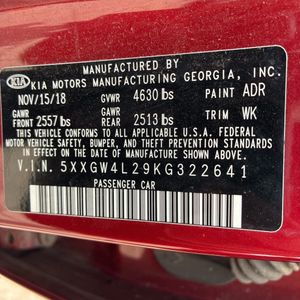 MANUFACTURED BY
KIA KIA MOTORS MANUFACTURING GEORGIA, INC.
NOV/15/18 GVWR 4630 lbs PAINT ADR
GAWR GAWR
FRONT 2557 lbs REAR 2513 lbs TRIM WK
THIS VEHICLE CONFORMS TO ALL APPLICABLE U.S.A. FEDERAL
MOTOR VEHICLE SAFETY, BUMPER, AND THEFT PREVENTION
STANDARDS IN EFFECT ON THE DATE OF MANUFACTURE SHOWN ABOVE.
V.I.N. 5XXGW4L29KG322641
PASSENGER CAR